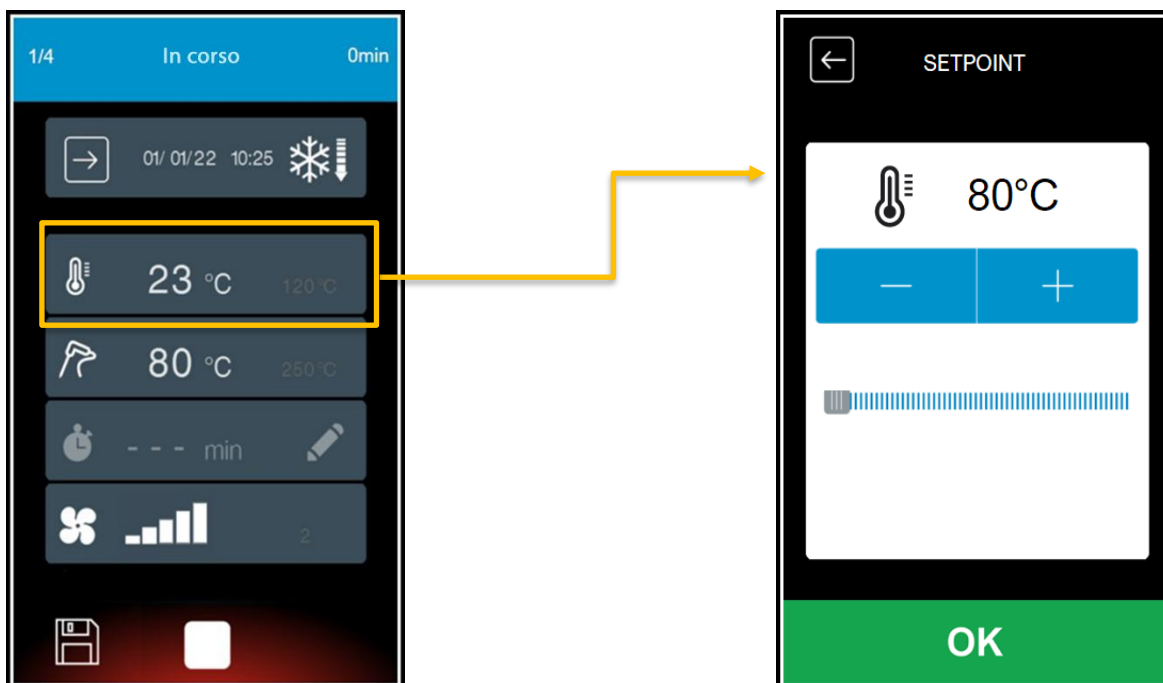 1/4 In corso 0min
01/ 01/22 10:25
23 °C 120 °C
80 °C 250 °C
- - - min
2
SETPOINT
80°C
− +
OK